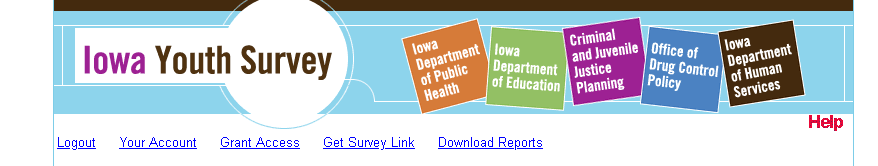 Iowa Youth Survey
Iowa
Department
of Public
Health
Iowa
Department
of Education
Criminal
and Juvenile
Justice
Planning
Office of
Drug Control
Policy
Iowa
Department
of Human
Services
Help
Logout Your Account Grant Access Get Survey Link Download Reports